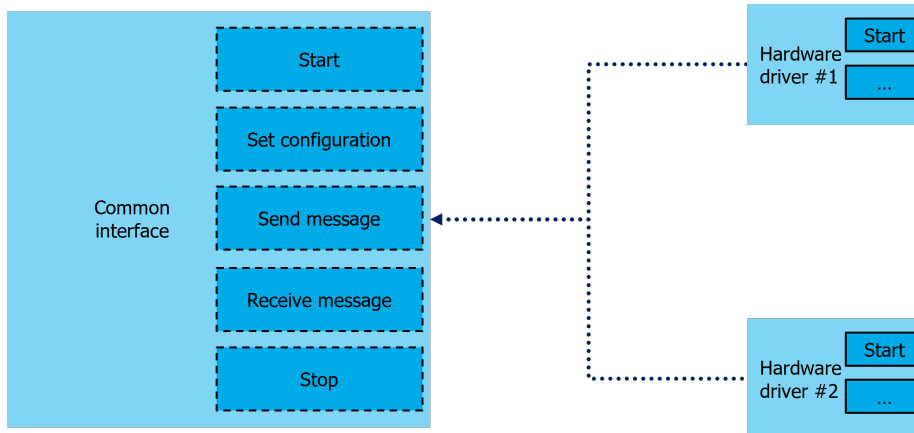 Common
interface
Start
Set configuration
Send message
Receive message
Stop
Hardware
driver #1
Start
...
Hardware
driver #2
Start
...